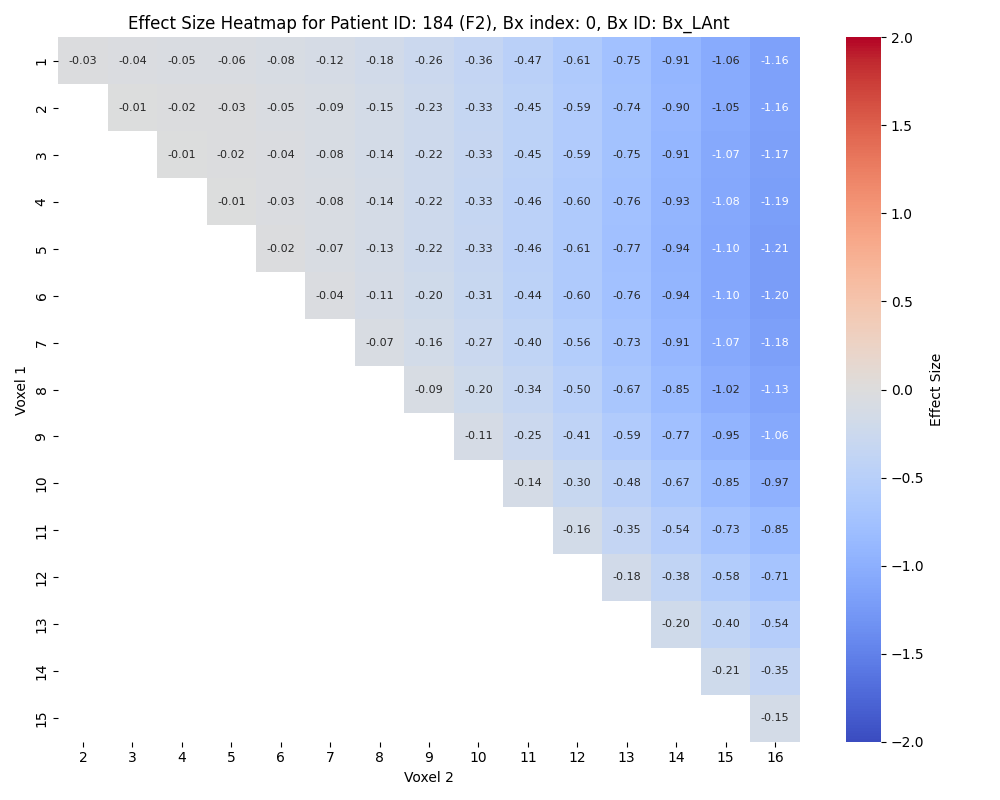 Effect Size Heatmap for Patient ID: 184 (F2), Bx index: 0, Bx ID: Bx_LAnt
1 -0.03 -0.04 -0.05 -0.06 -0.08 -0.12 -0.18 -0.26 -0.36 -0.47 -0.61 -0.75 -0.91 -1.06 -1.16
2 -0.01 -0.02 -0.03 -0.05 -0.09 -0.15 -0.23 -0.33 -0.45 -0.59 -0.74 -0.90 -1.05 -1.16
3 -0.01 -0.02 -0.04 -0.08 -0.14 -0.22 -0.33 -0.45 -0.59 -0.75 -0.91 -1.07 -1.17
4 -0.01 -0.03 -0.08 -0.14 -0.22 -0.33 -0.46 -0.60 -0.76 -0.93 -1.08 -1.19
5 -0.02 -0.07 -0.13 -0.22 -0.33 -0.46 -0.61 -0.77 -0.94 -1.10 -1.21
6 -0.04 -0.11 -0.20 -0.31 -0.44 -0.60 -0.76 -0.94 -1.10 -1.20
7 -0.07 -0.16 -0.27 -0.40 -0.56 -0.73 -0.91 -1.07 -1.18
8 -0.09 -0.20 -0.34 -0.50 -0.67 -0.85 -1.02 -1.13
9 -0.11 -0.25 -0.41 -0.59 -0.77 -0.95 -1.06
10 -0.14 -0.30 -0.48 -0.67 -0.85 -0.97
11 -0.16 -0.35 -0.54 -0.73 -0.85
12 -0.18 -0.38 -0.58 -0.71
13 -0.20 -0.40 -0.54
14 -0.21 -0.35
15 -0.15
2 3 4 5 6 7 8 9 10 11 12 13 14 15 16
Voxel 2
Voxel 1
2.0
1.5
1.0
0.5
0.0
−0.5
−1.0
−1.5
−2.0
Effect Size